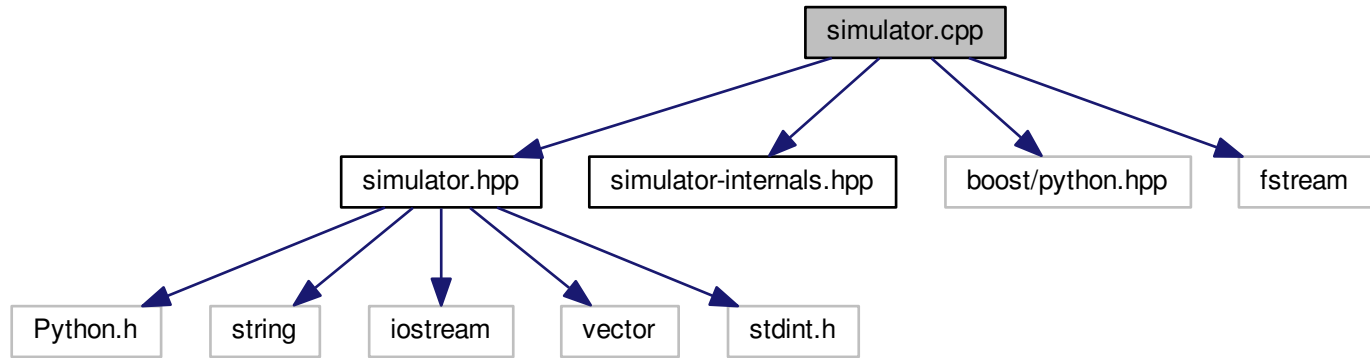 simulator.cpp
simulator.hpp
simulator-internals.hpp
boost/python.hpp
fstream
Python.h
string
iostream
vector
stdint.h